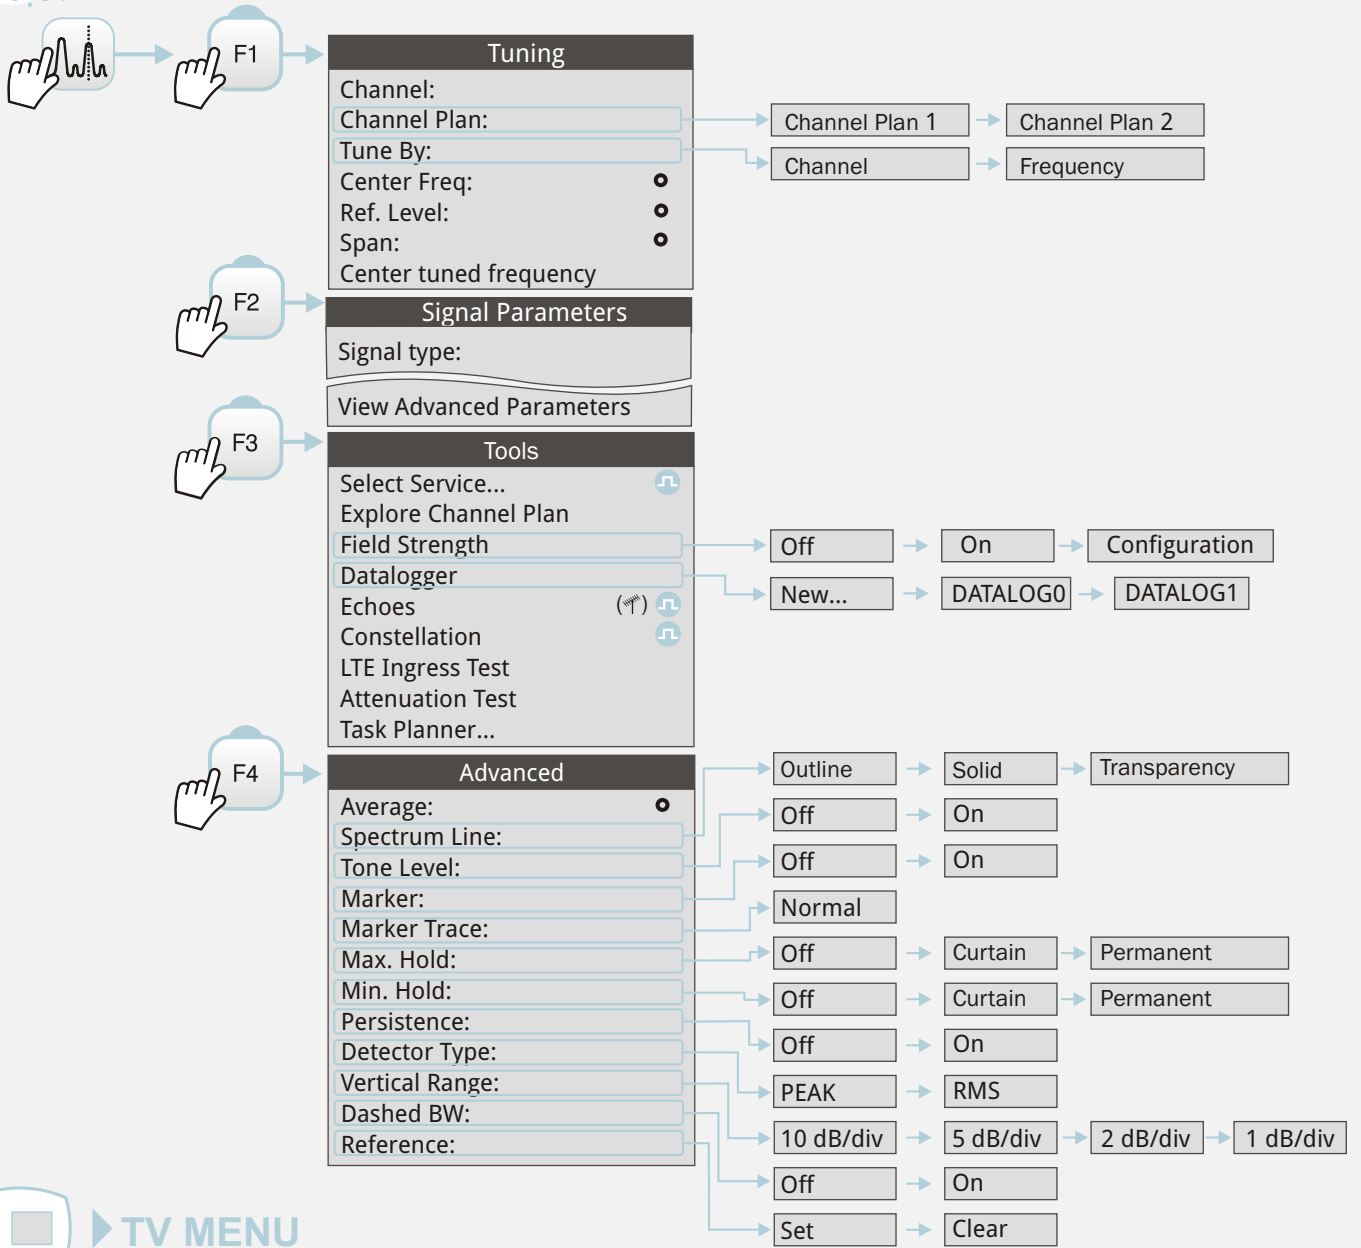 F1
Tuning
Channel:
Channel Plan:
Channel Plan 1
Channel Plan 2
Tune By:
Channel
Frequency
Center Freq:
Ref. Level:
Span:
Center tuned frequency
F2
Signal Parameters
Signal type:
View Advanced Parameters
F3
Tools
Select Service...
Explore Channel Plan
Field Strength
Off
On
Configuration
Datalogger
New...
DATALOG0
DATALOG1
Echoes
Constellation
LTE Ingress Test
Attenuation Test
Task Planner...
F4
Advanced
Average:
Spectrum Line:
Outline
Solid
Transparency
Tone Level:
Off
On
Marker:
Off
On
Marker Trace:
Normal
Max. Hold:
Off
Curtain
Permanent
Min. Hold:
Off
Curtain
Permanent
Persistence:
Off
On
Detector Type:
PEAK
RMS
Vertical Range:
10 dB/div
5 dB/div
2 dB/div
1 dB/div
Dashed BW:
Off
On
Reference:
Set
Clear
TV MENU